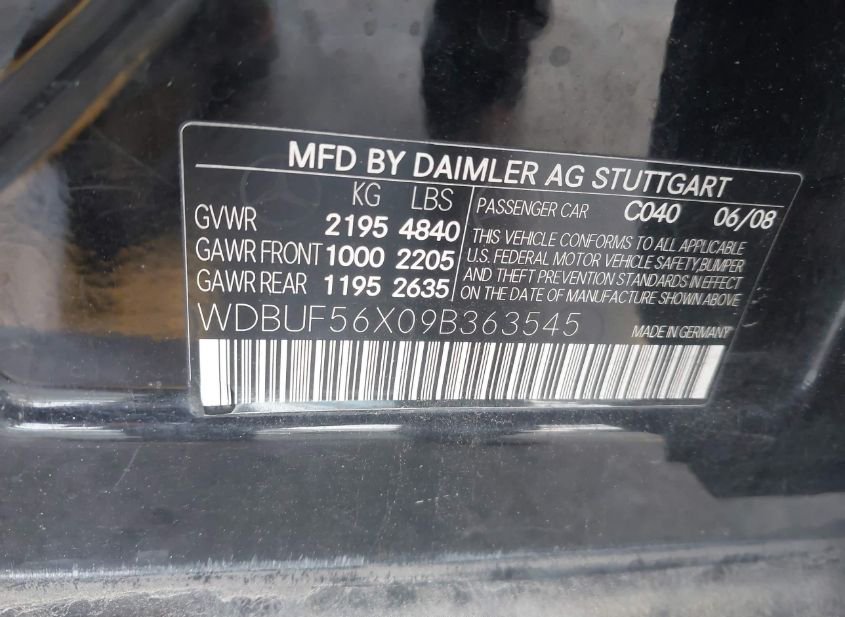 MFD BY DAIMLER AG STUTTGART
KG LBS
GVWR 2195 4840
GAWR FRONT 1000 2205
GAWR REAR 1195 2635
PASSENGER CAR C040 06/08
THIS VEHICLE CONFORMS TO ALL APPLICABLE
U.S. FEDERAL MOTOR VEHICLE SAFETY,BUMPER
AND THEFT PREVENTION STANDARDS IN EFFECT
ON THE DATE OF MANUFACTURE SHOWN ABOVE
WDBUF56X09B363545
MADE IN GERMANY